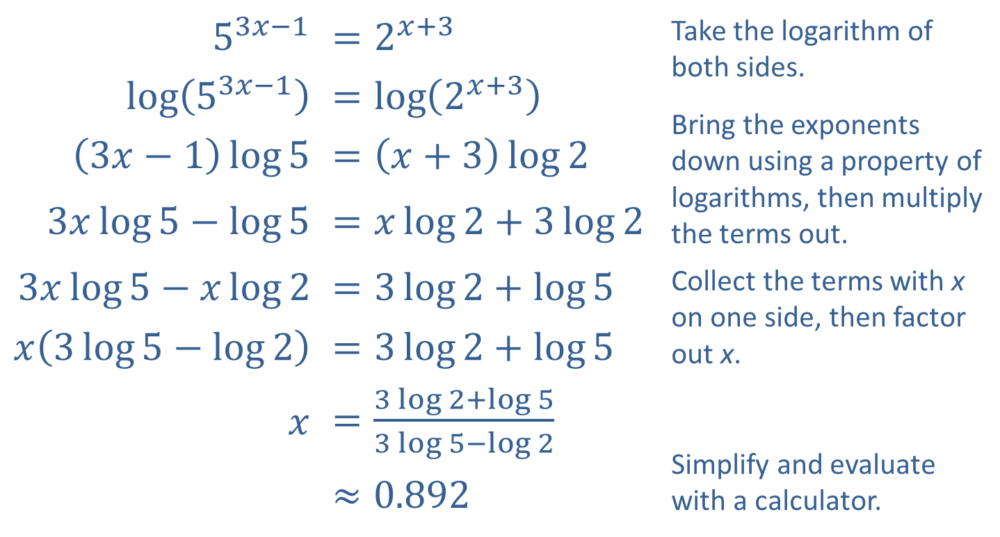 5^{3x−1} = 2^{x+3}
Take the logarithm of
both sides.
log(5^{3x−1}) = log(2^{x+3})
(3x − 1) log 5 = (x + 3) log 2
Bring the exponents
down using a property of
logarithms, then multiply
the terms out.
3x log 5 − log 5 = x log 2 + 3 log 2
3x log 5 − x log 2 = 3 log 2 + log 5
Collect the terms with x
on one side, then factor
out x.
x(3 log 5 − log 2) = 3 log 2 + log 5
x = \frac{3 log 2+log 5}{3 log 5−log 2}
≈ 0.892
Simplify and evaluate
with a calculator.